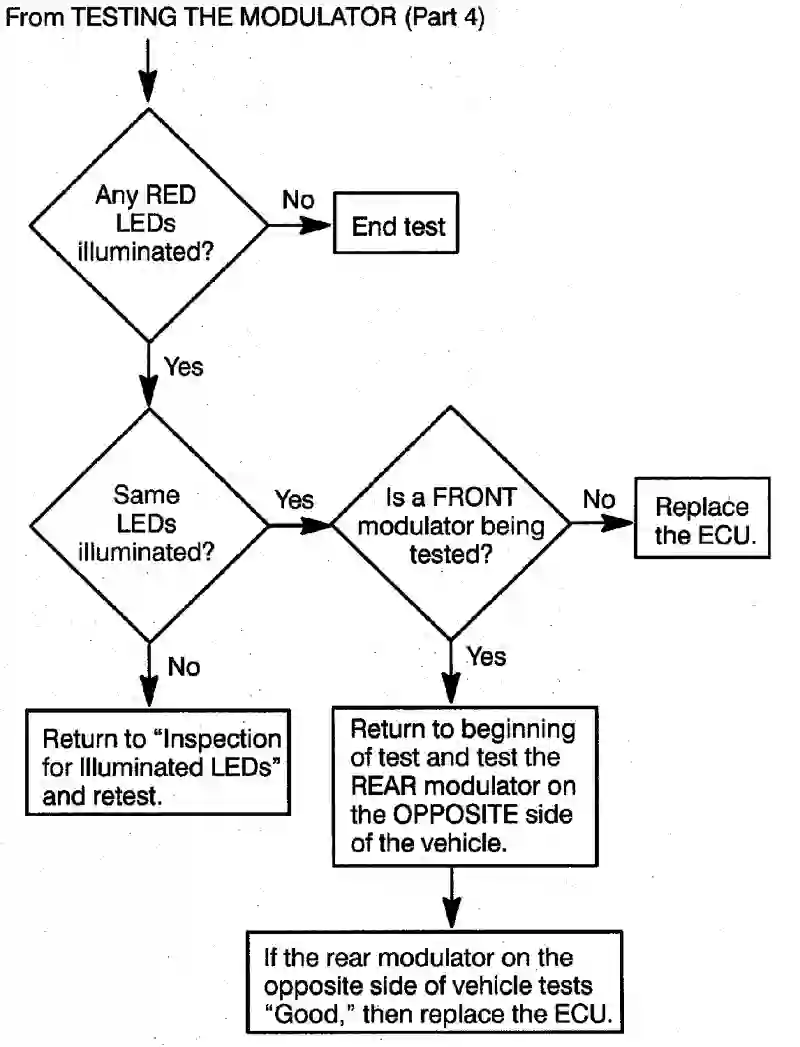 From TESTING THE MODULATOR (Part 4)
Any RED
LEDs
illuminated?
No
End test
Yes
Same
LEDs
illuminated?
Yes
Is a FRONT
modulator being
tested?
No
Replace
the ECU.
No
Return to “Inspection
for Illuminated LEDs”
and retest.
Yes
Return to beginning
of test and test the
REAR modulator on
the OPPOSITE side
of the vehicle.
If the rear modulator on the
opposite side of vehicle tests
“Good,” then replace the ECU.